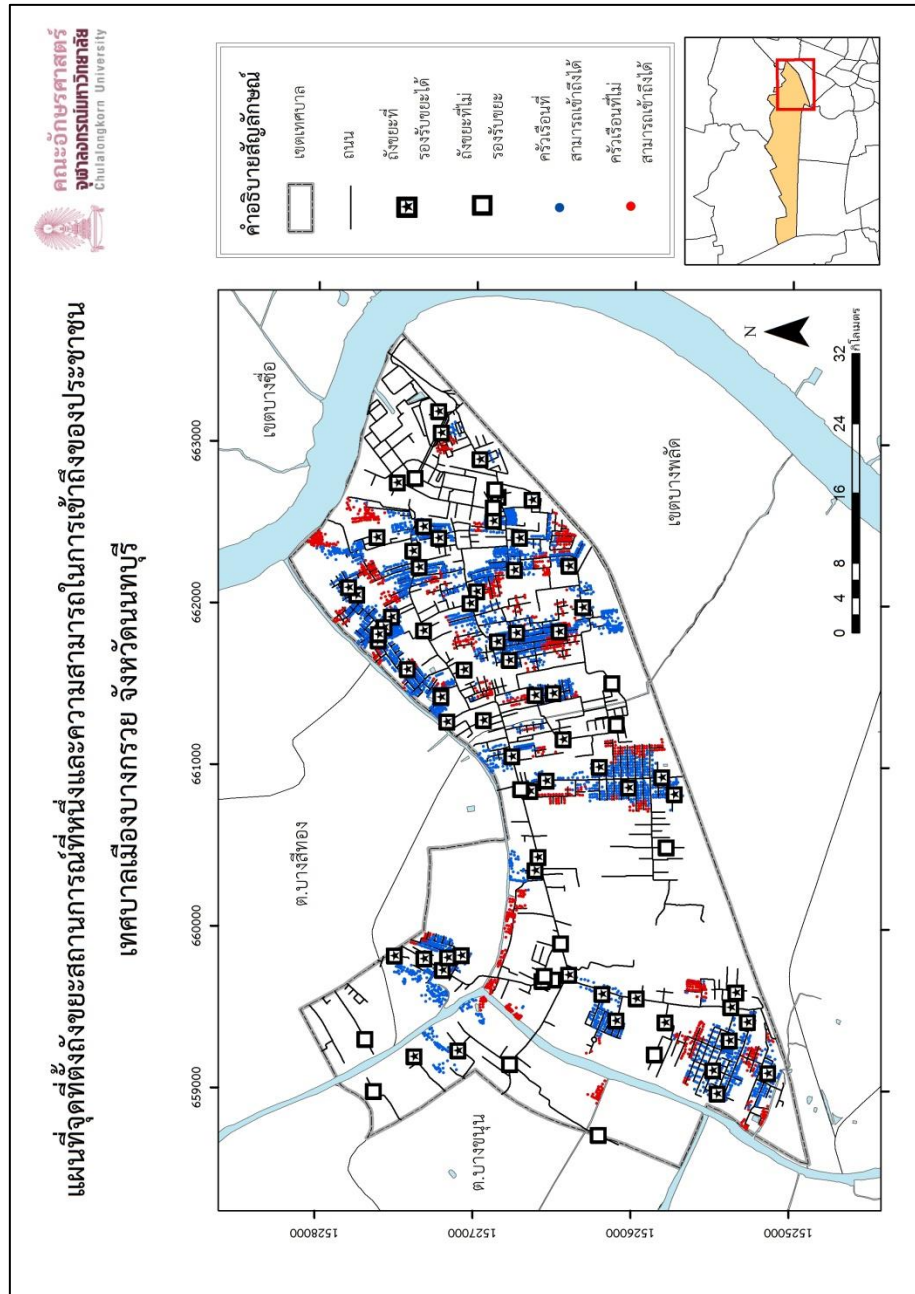 แผนที่จุดที่ตั้งถังขยะสถานการณ์ที่หนึ่งและความสามารถในการเข้าถึงของประชาชน
เทศบาลเมืองบางกรวย จังหวัดนนทบุรี
คณะอักษรศาสตร์
จุฬาลงกรณ์มหาวิทยาลัย
Chulalongkorn University
659000
660000
661000
662000
663000
1528000
1527000
1526000
1525000
ต.บางสีทอง
ต.บางขนุน
เขตบางซื่อ
เขตบางพลัด
N
0 8 16 24 32
กิโลเมตร
คำอธิบายสัญลักษณ์
เขตเทศบาล
ถนน
ถังขยะที่
รองรับขยะได้
ถังขยะที่ไม่
รองรับขยะ
ครัวเรือนที่
สามารถเข้าถึงได้
ครัวเรือนที่ไม่
สามารถเข้าถึงได้